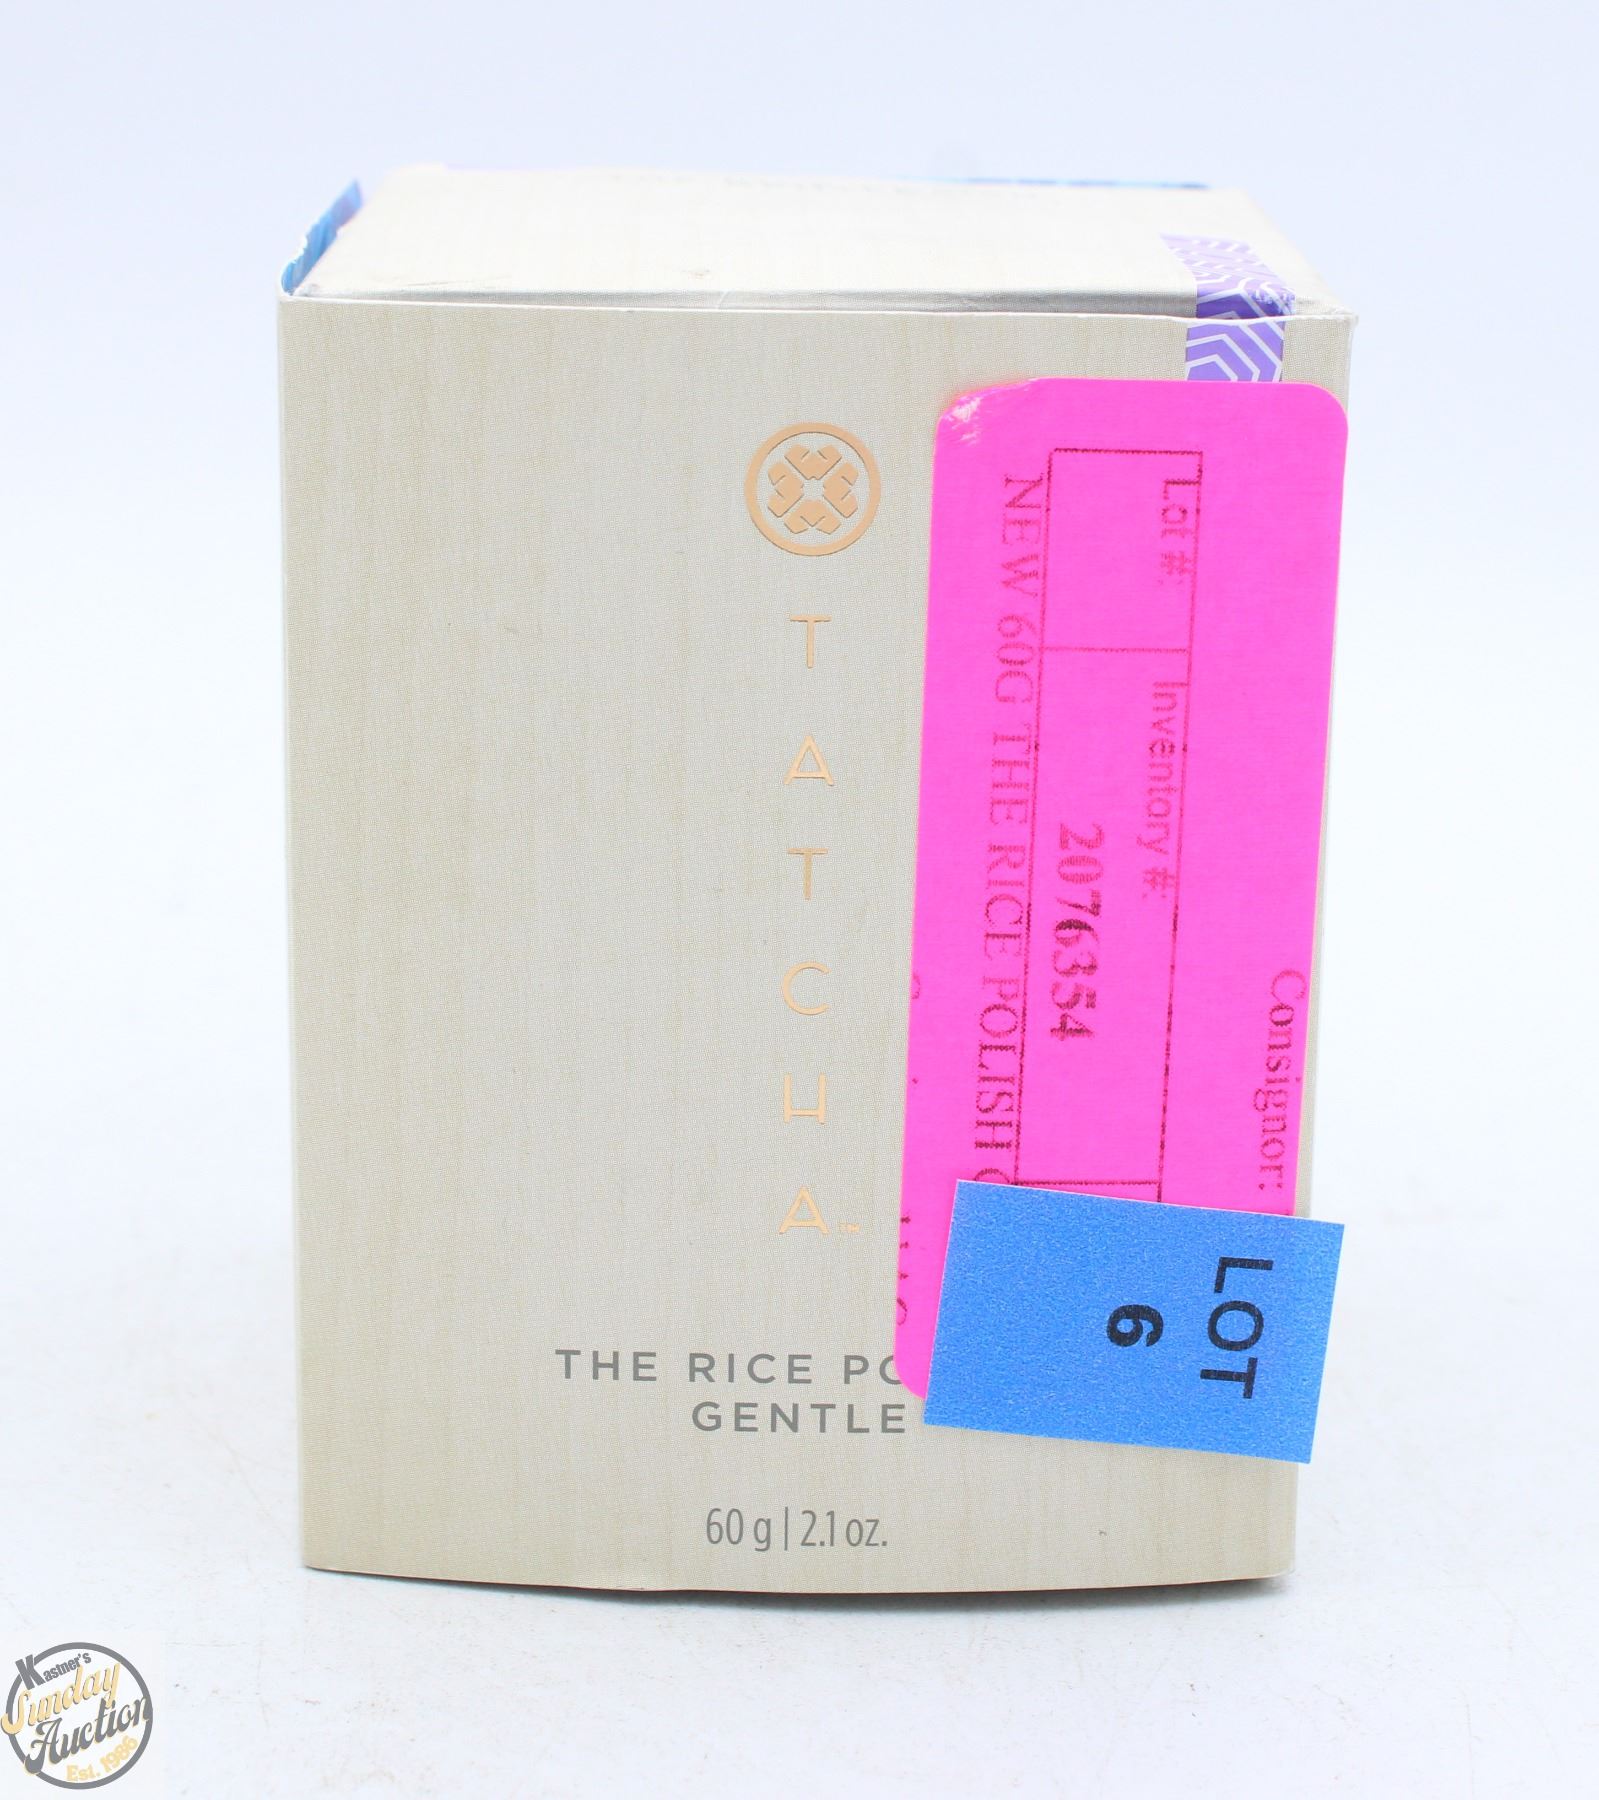 TATCHA™
THE RICE PO
GENTLE
60 g | 2.1 oz.
Consignor:
Lot #: Inventory #:
2076354
NEW 60G THE RICE POLISH
LOT
6
Kastner's
Sunday
Auction
Est. 1986